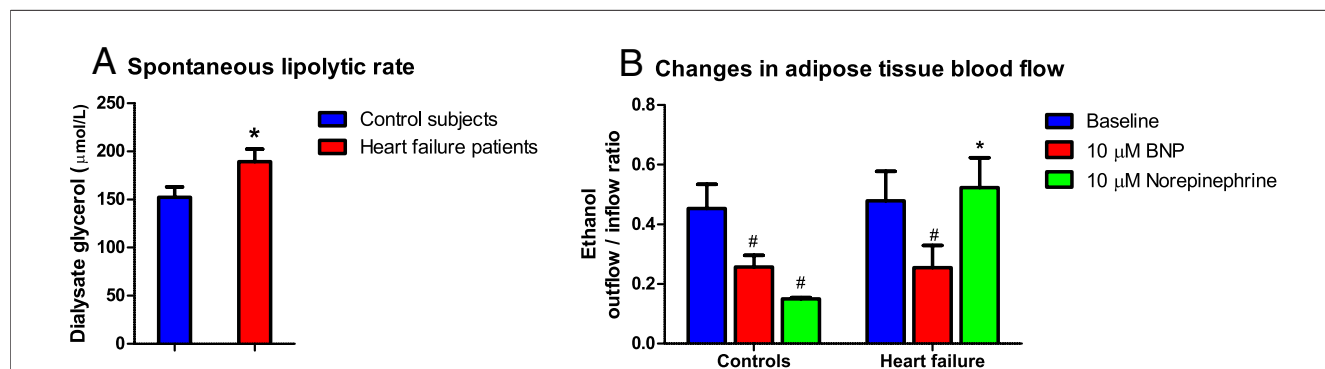 A Spontaneous lipolytic rate
Dialysate glycerol (μmol/L)
250
200
150
100
50
0
*
Control subjects
Heart failure patients
B Changes in adipose tissue blood flow
Ethanol
outflow / inflow ratio
0.8
0.6
0.4
0.2
0.0
#
#
#
*
Controls
Heart failure
Baseline
10 μM BNP
10 μM Norepinephrine